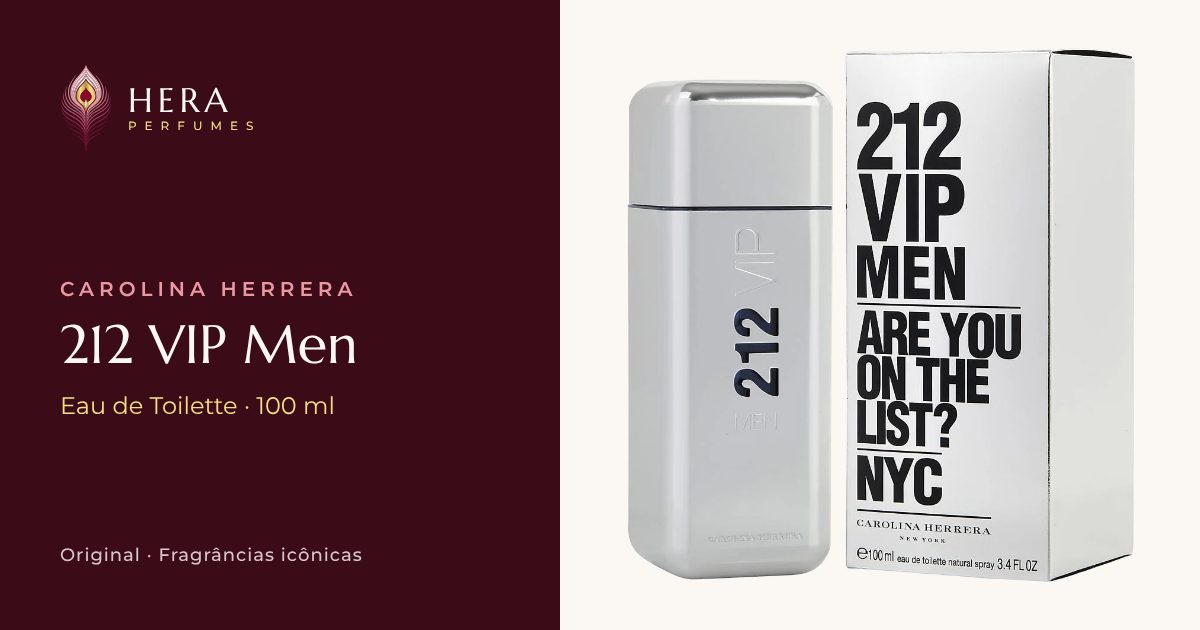 HERA
PERFUMES
CAROLINA HERRERA
212 VIP Men
Eau de Toilette · 100 ml
Original · Fragrâncias icônicas
212 VIP
MEN
CAROLINA HERRERA
212
VIP
MEN
ARE YOU
ON THE
LIST?
NYC
CAROLINA HERRERA
NEW YORK
℮100 ml eau de toilette natural spray 3.4 FL OZ